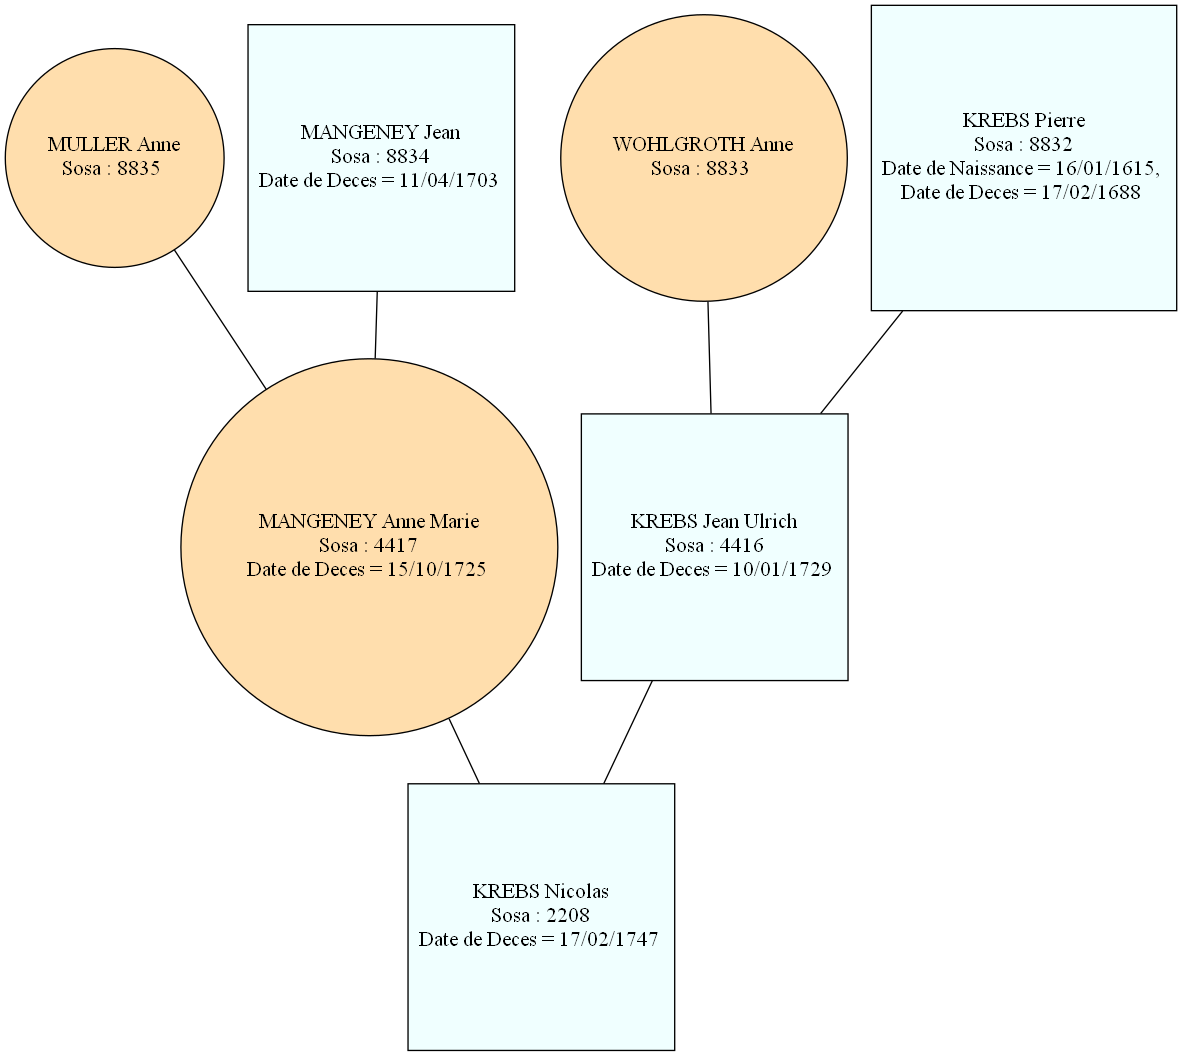 MULLER Anne
Sosa : 8835
MANGENEY Jean
Sosa : 8834
Date de Deces = 11/04/1703
WOHLGROTH Anne
Sosa : 8833
KREBS Pierre
Sosa : 8832
Date de Naissance = 16/01/1615,
Date de Deces = 17/02/1688
MANGENEY Anne Marie
Sosa : 4417
Date de Deces = 15/10/1725
KREBS Jean Ulrich
Sosa : 4416
Date de Deces = 10/01/1729
KREBS Nicolas
Sosa : 2208
Date de Deces = 17/02/1747